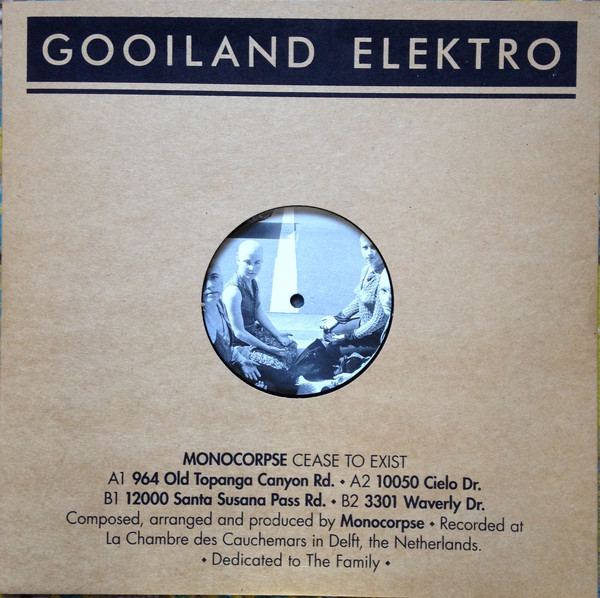 GOOILAND ELEKTRO
MONOCORPSE CEASE TO EXIST
A1 964 Old Topanga Canyon Rd. • A2 10050 Cielo Dr.
B1 12000 Santa Susana Pass Rd. • B2 3301 Waverly Dr.
Composed, arranged and produced by Monocorpse • Recorded at
La Chambre des Cauchemars in Delft, the Netherlands.
• Dedicated to The Family •